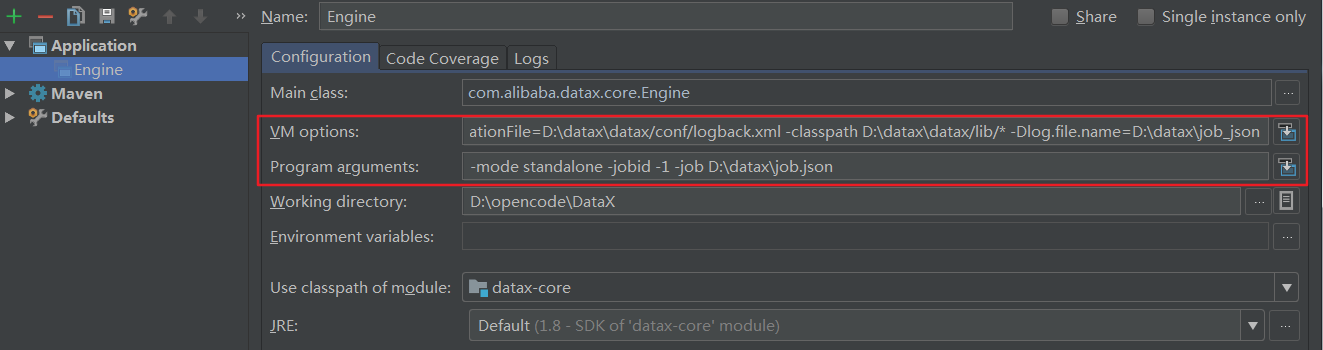 Name: Engine Share Single instance only
Application
Engine
Maven
Defaults
Configuration Code Coverage Logs
Main class: com.alibaba.datax.core.Engine ...
VM options: ationFile=D:\datax\datax/conf/logback.xml -classpath D:\datax\datax/lib/* -Dlog.file.name=D:\datax\job_json
Program arguments: -mode standalone -jobid -1 -job D:\datax\job.json
Working directory: D:\opencode\DataX ...
Environment variables: ...
Use classpath of module: datax-core
JRE: Default (1.8 - SDK of 'datax-core' module) ...